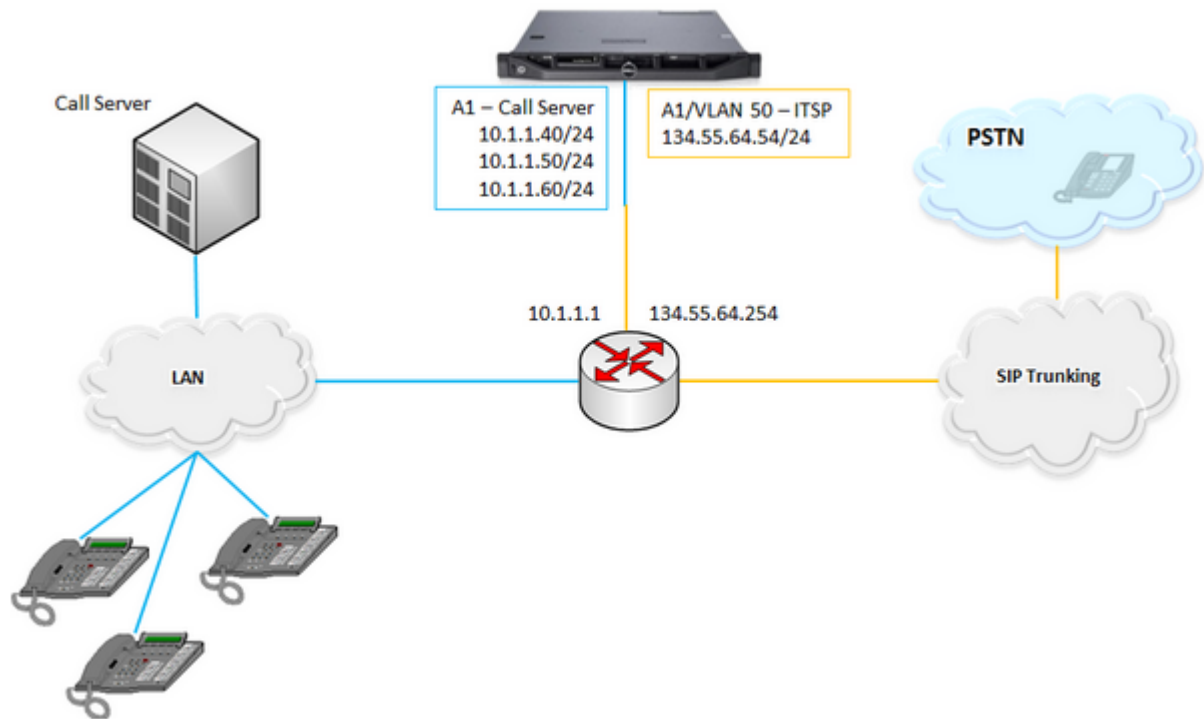 Call Server
A1 – Call Server
10.1.1.40/24
10.1.1.50/24
10.1.1.60/24
A1/VLAN 50 – ITSP
134.55.64.54/24
PSTN
10.1.1.1
134.55.64.254
LAN
SIP Trunking